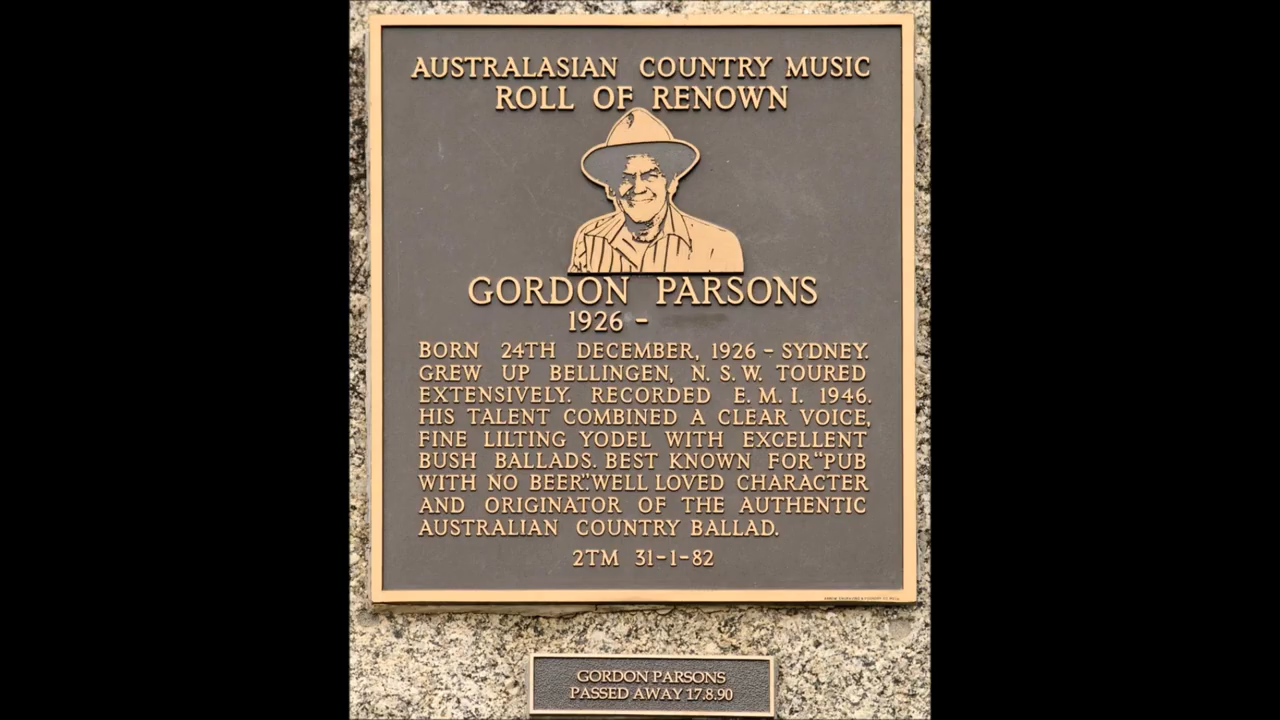 AUSTRALASIAN COUNTRY MUSIC
ROLL OF RENOWN
GORDON PARSONS
1926 -
BORN 24TH DECEMBER, 1926 - SYDNEY.
GREW UP BELLINGEN, N.S.W. TOURED
EXTENSIVELY. RECORDED E.M.I. 1946.
HIS TALENT COMBINED A CLEAR VOICE,
FINE LILTING YODEL WITH EXCELLENT
BUSH BALLADS. BEST KNOWN FOR "PUB
WITH NO BEER". WELL LOVED CHARACTER
AND ORIGINATOR OF THE AUTHENTIC
AUSTRALIAN COUNTRY BALLAD.
2TM 31-1-82
GORDON PARSONS
PASSED AWAY 17.8.90